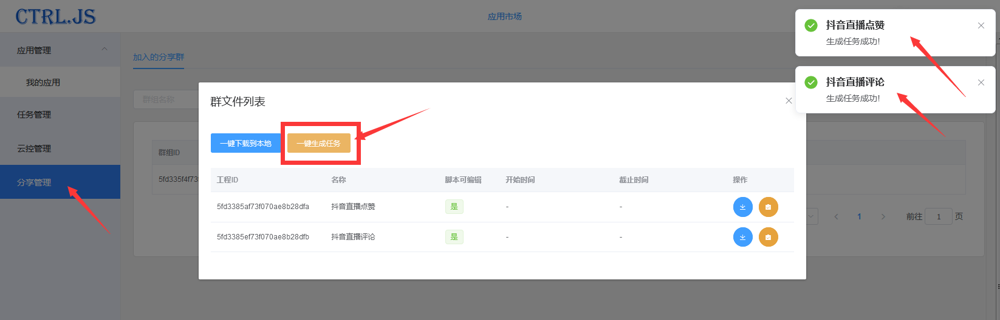 CTRL.JS
应用市场
应用管理
我的应用
任务管理
云控管理
分享管理
加入的分享群
群组名称
群组ID
5fd335f4f73
前往 1 页
1
群文件列表
一键下载到本地
一键生成任务
工程ID 名称 脚本可编辑 开始时间 截止时间 操作
5fd3385af73f070ae8b28dfa 抖音直播点赞 是 - -
5fd3385ef73f070ae8b28dfb 抖音直播评论 是 - -
抖音直播点赞
生成任务成功!
抖音直播评论
生成任务成功!